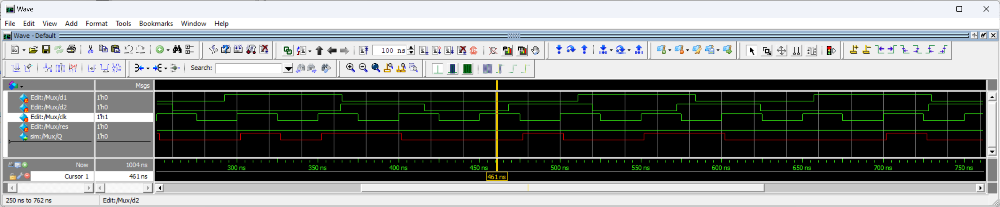 Wave
File Edit View Add Format Tools Bookmarks Window Help
Wave - Default
100 ns
Search:
Msgs
Edit:/Mux/d1 1'h0
Edit:/Mux/d2 1'h0
Edit:/Mux/clk 1'h1
Edit:/Mux/res 1'h0
sim:/Mux/Q 1'h0
Now 1004 ns 300 ns 350 ns 400 ns 450 ns 500 ns 550 ns 600 ns 650 ns 700 ns 750 ns
Cursor 1 461 ns 461 ns
250 ns to 762 ns Edit:/Mux/d2